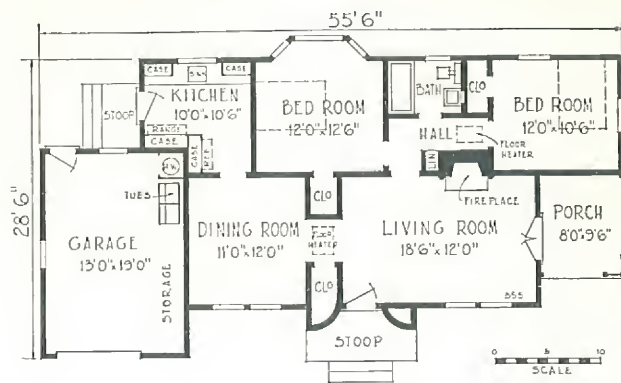 55'6"
28'6"
CASE
SINK
CASE
KITCHEN
10'0"x10'6"
STOOP
RANGE
CASE
CASE
REF.
BED ROOM
12'0"x12'6"
BATH
CLO
BED ROOM
12'0"x10'6"
HALL
FLOOR
HEATER
LIN
FIREPLACE
H.W.
TUBS
GARAGE
13'0"x19'0"
STORAGE
DINING ROOM
11'0"x12'0"
CLO
FLOOR
HEATER
CLO
LIVING ROOM
18'6"x12'0"
PORCH
8'0"x9'6"
STOOP
355
0 5 10
SCALE